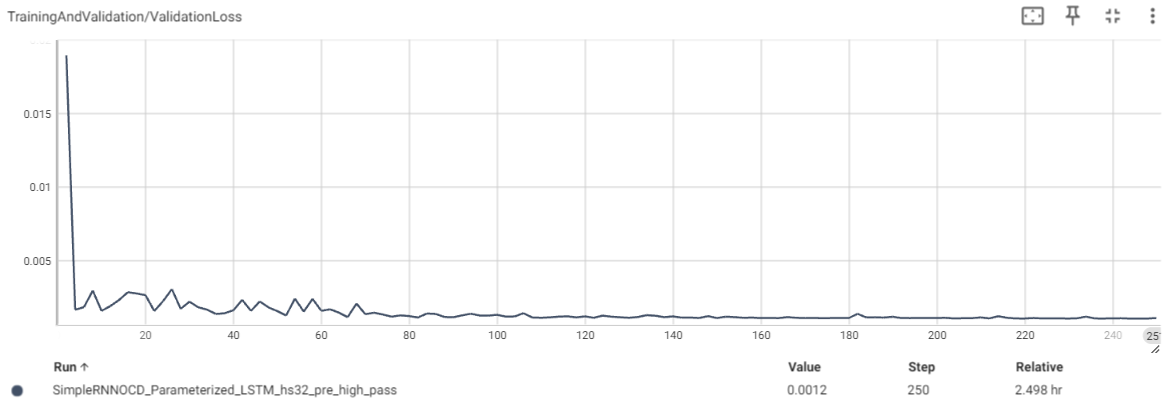 TrainingAndValidation/ValidationLoss
0.015
0.01
0.005
20 40 60 80 100 120 140 160 180 200 220 240 25
Run ↑ Value Step Relative
SimpleRNNOCD_Parameterized_LSTM_hs32_pre_high_pass 0.0012 250 2.498 hr